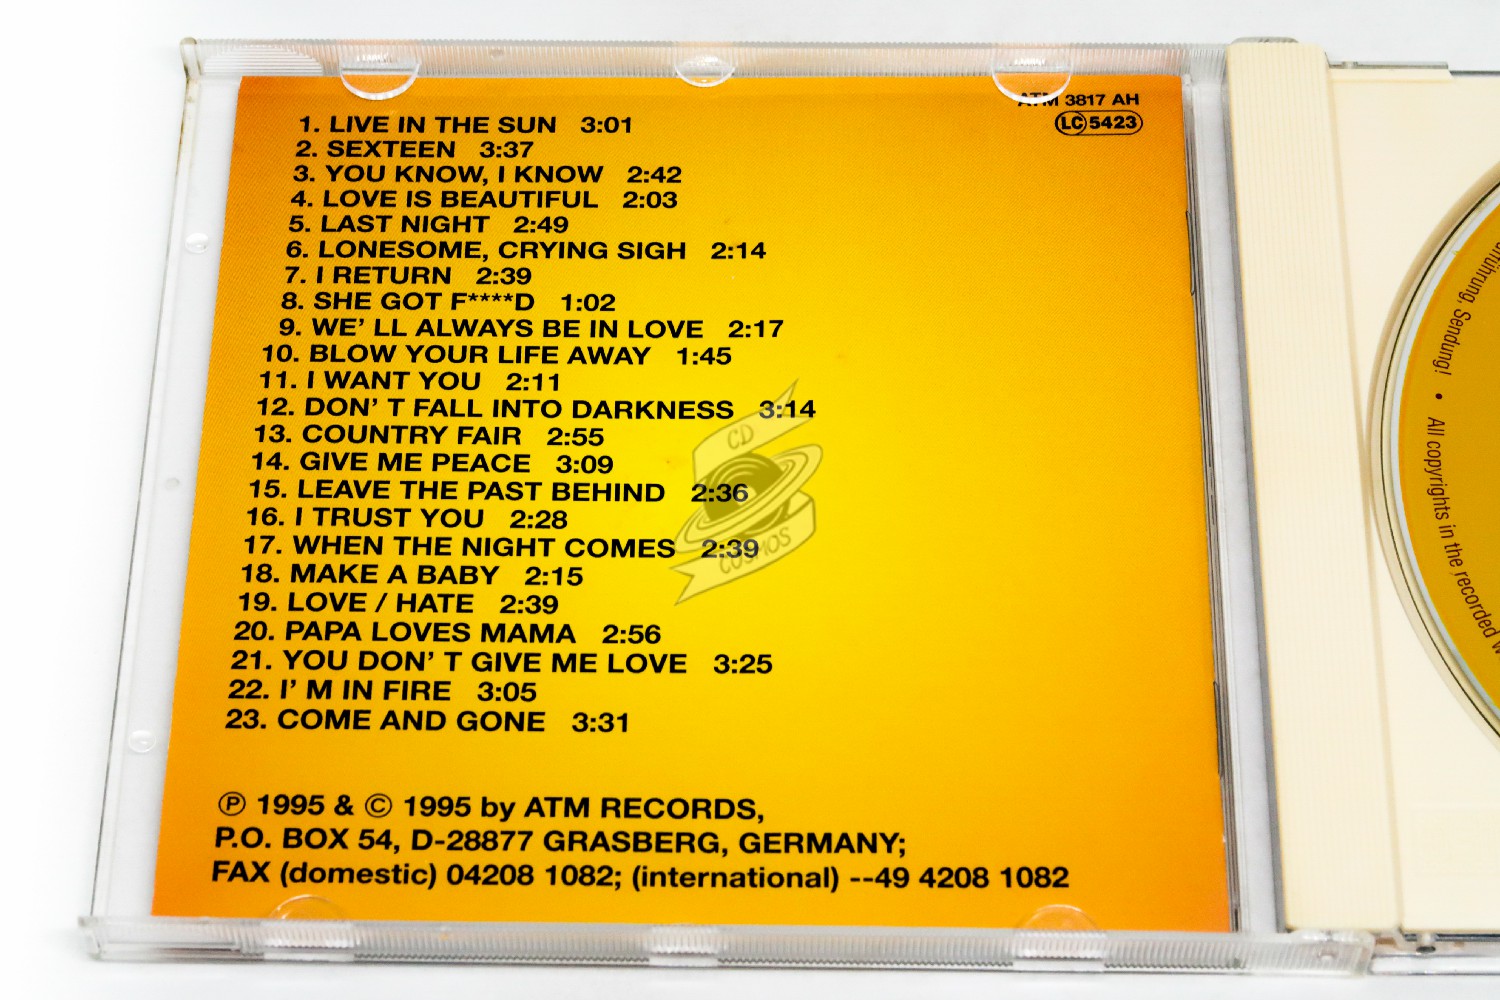 ATM 3817 AH
LC 5423
1. LIVE IN THE SUN 3:01
2. SEXTEEN 3:37
3. YOU KNOW, I KNOW 2:42
4. LOVE IS BEAUTIFUL 2:03
5. LAST NIGHT 2:49
6. LONESOME, CRYING SIGH 2:14
7. I RETURN 2:39
8. SHE GOT F****D 1:02
9. WE' LL ALWAYS BE IN LOVE 2:17
10. BLOW YOUR LIFE AWAY 1:45
11. I WANT YOU 2:11
12. DON' T FALL INTO DARKNESS 3:14
13. COUNTRY FAIR 2:55
14. GIVE ME PEACE 3:09
15. LEAVE THE PAST BEHIND 2:36
16. I TRUST YOU 2:28
17. WHEN THE NIGHT COMES 2:39
18. MAKE A BABY 2:15
19. LOVE / HATE 2:39
20. PAPA LOVES MAMA 2:56
21. YOU DON' T GIVE ME LOVE 3:25
22. I' M IN FIRE 3:05
23. COME AND GONE 3:31
℗ 1995 & © 1995 by ATM RECORDS,
P.O. BOX 54, D-28877 GRASBERG, GERMANY;
FAX (domestic) 04208 1082; (international) --49 4208 1082
CD
COSMOS
Sendung! • All copyrights in the recorded